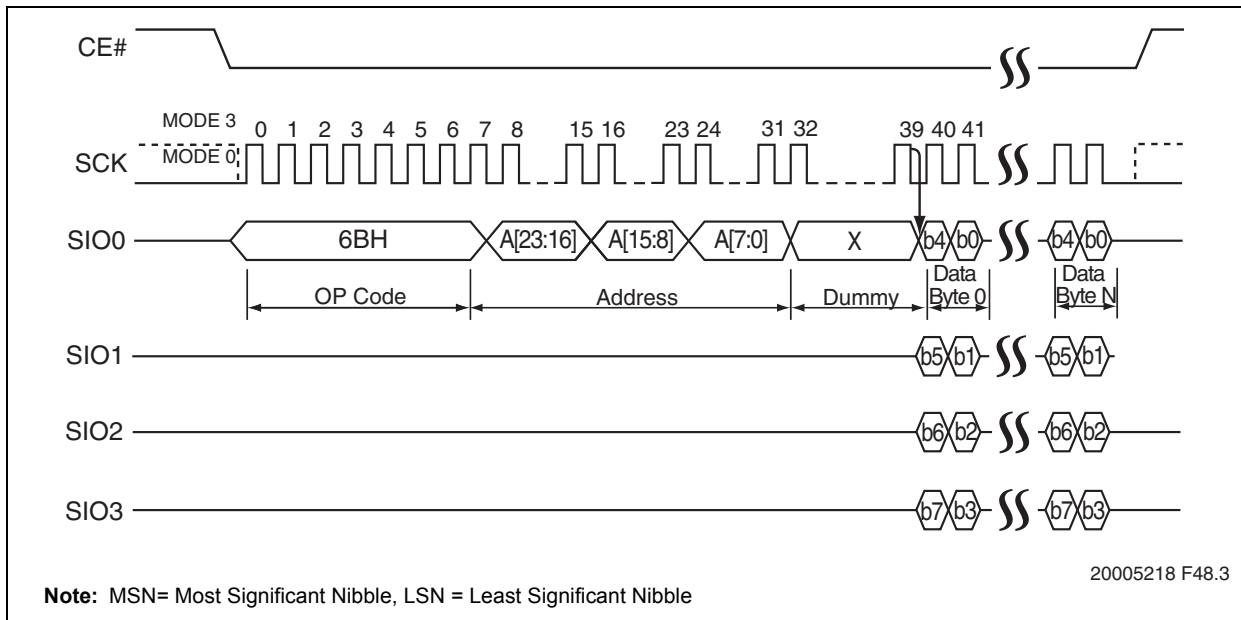 CE#
MODE 3
0 1 2 3 4 5 6 7 8 15 16 23 24 31 32 39 40 41
SCK
MODE 0
SIO0
6BH A[23:16] A[15:8] A[7:0] X b4 b0 b4 b0
OP Code Address Dummy Data Byte 0 Data Byte N
SIO1 b5 b1 b5 b1
SIO2 b6 b2 b6 b2
SIO3 b7 b3 b7 b3
20005218 F48.3
Note: MSN= Most Significant Nibble, LSN = Least Significant Nibble